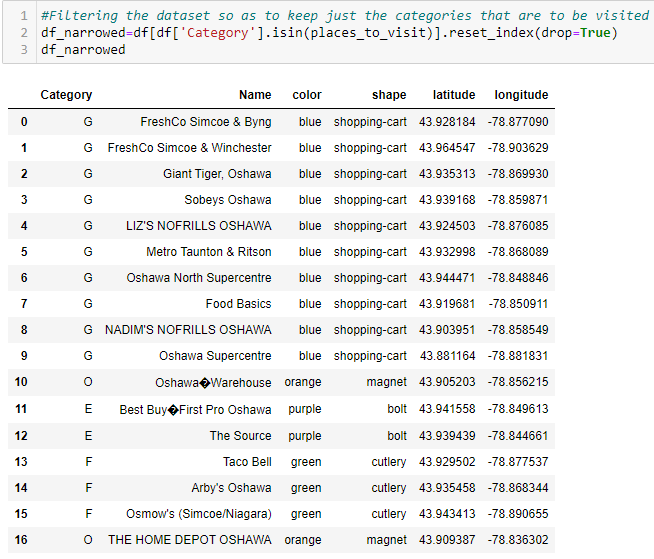 1 #Filtering the dataset so as to keep just the categories that are to be visited
2 df_narrowed=df[df['Category'].isin(places_to_visit)].reset_index(drop=True)
3 df_narrowed
Category Name color shape latitude longitude
0 G FreshCo Simcoe & Byng blue shopping-cart 43.928184 -78.877090
1 G FreshCo Simcoe & Winchester blue shopping-cart 43.964547 -78.903629
2 G Giant Tiger, Oshawa blue shopping-cart 43.935313 -78.869930
3 G Sobeys Oshawa blue shopping-cart 43.939168 -78.859871
4 G LIZ'S NOFRILLS OSHAWA blue shopping-cart 43.924503 -78.876085
5 G Metro Taunton & Ritson blue shopping-cart 43.932998 -78.868089
6 G Oshawa North Supercentre blue shopping-cart 43.944471 -78.848846
7 G Food Basics blue shopping-cart 43.919681 -78.850911
8 G NADIM'S NOFRILLS OSHAWA blue shopping-cart 43.903951 -78.858549
9 G Oshawa Supercentre blue shopping-cart 43.881164 -78.881831
10 O Oshawa�Warehouse orange magnet 43.905203 -78.856215
11 E Best Buy�First Pro Oshawa purple bolt 43.941558 -78.849613
12 E The Source purple bolt 43.939439 -78.844661
13 F Taco Bell green cutlery 43.929502 -78.877537
14 F Arby's Oshawa green cutlery 43.935458 -78.868344
15 F Osmow's (Simcoe/Niagara) green cutlery 43.943413 -78.890655
16 O THE HOME DEPOT OSHAWA orange magnet 43.909387 -78.836302